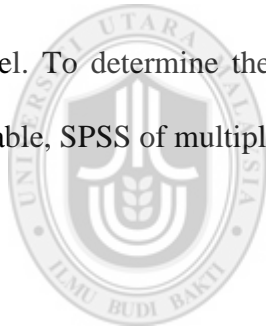 el. To determine the
able, SPSS of multipl
UNIVERSITI UTARA MALAYSIA
ILMU BUDI BAKTI